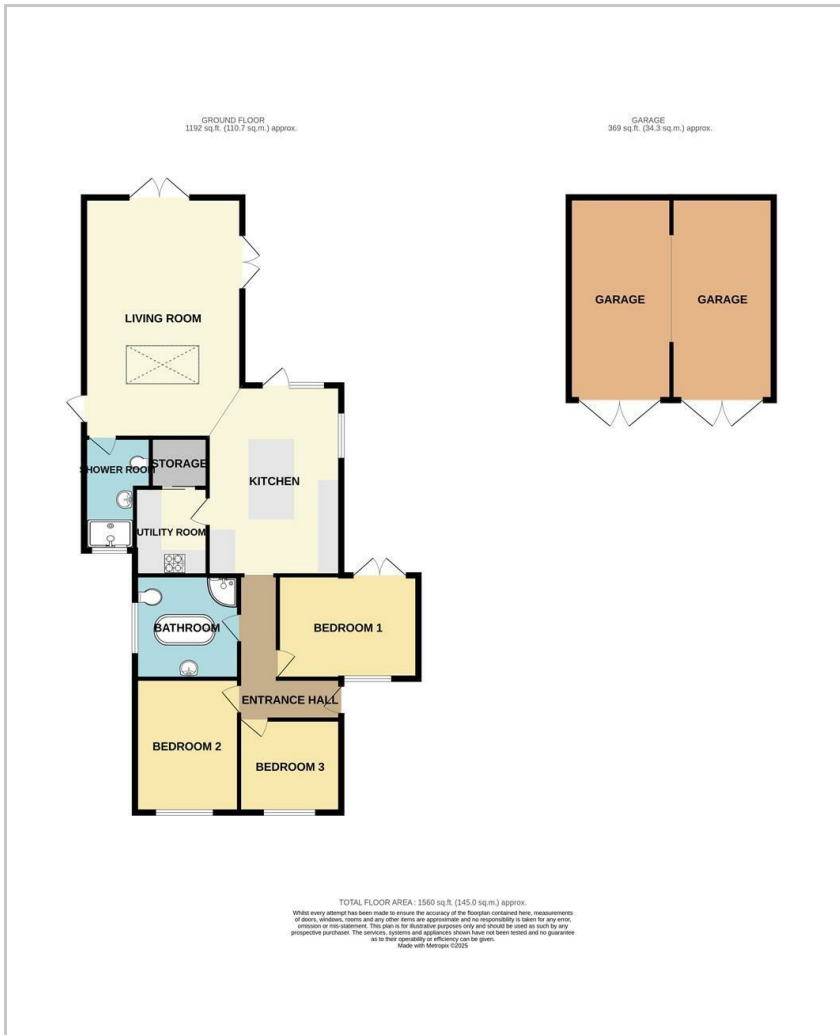 GROUND FLOOR
1192 sq.ft. (110.7 sq.m.) approx.
GARAGE
369 sq.ft. (34.3 sq.m.) approx.
LIVING ROOM
GARAGE
GARAGE
SHOWER ROOM
STORAGE
KITCHEN
UTILITY ROOM
BATHROOM
BEDROOM 1
ENTRANCE HALL
BEDROOM 2
BEDROOM 3
TOTAL FLOOR AREA : 1560 sq.ft. (145.0 sq.m.) approx.
Whilst every attempt has been made to ensure the accuracy of the floorplan contained here, measurements
of doors, windows, rooms and any other items are approximate and no responsibility is taken for any error,
omission or mis-statement. This plan is for illustrative purposes only and should be used as such by any
prospective purchaser. The services, systems and appliances shown have not been tested and no guarantee
as to their operability or efficiency can be given.
Made with Metropix ©2025